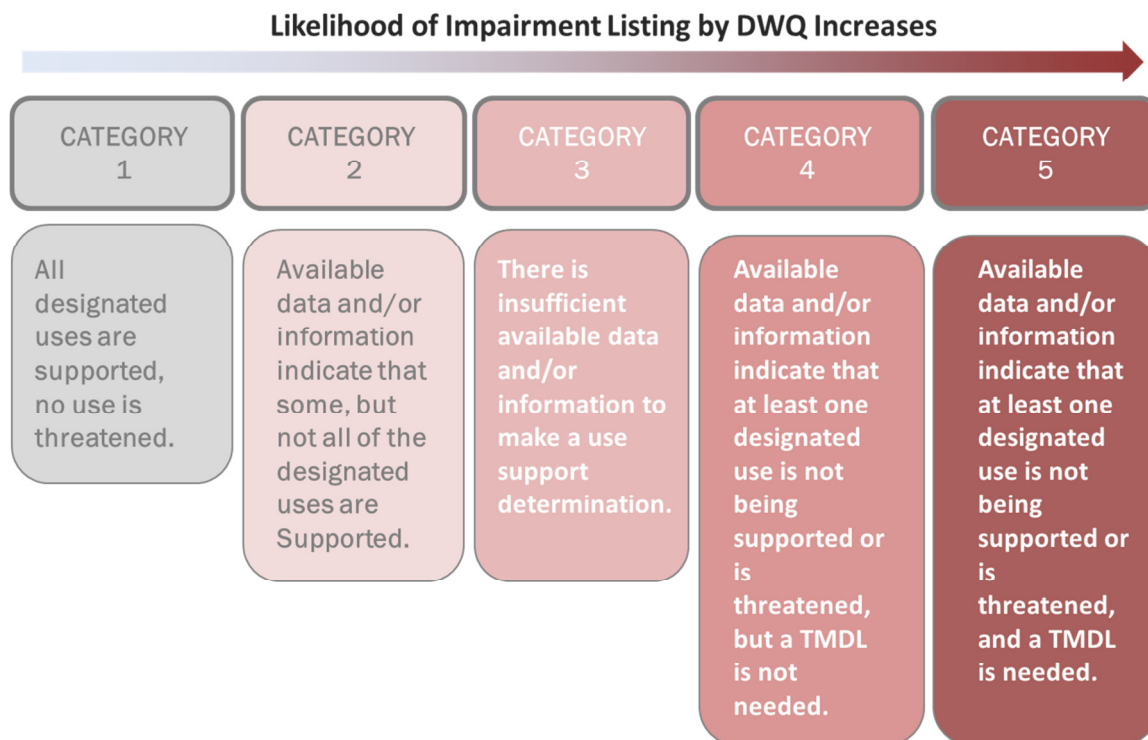 Likelihood of Impairment Listing by DWQ Increases
CATEGORY
1
CATEGORY
2
CATEGORY
3
CATEGORY
4
CATEGORY
5
All
designated
uses are
supported,
no use is
threatened.
Available
data and/or
information
indicate that
some, but
not all of the
designated
uses are
Supported.
There is
insufficient
available data
and/or
information to
make a use
support
determination.
Available
data and/or
information
indicate that
at least one
designated
use is not
being
supported or
is
threatened,
but a TMDL
is not
needed.
Available
data and/or
information
indicate that
at least one
designated
use is not
being
supported or
is
threatened,
and a TMDL
is needed.